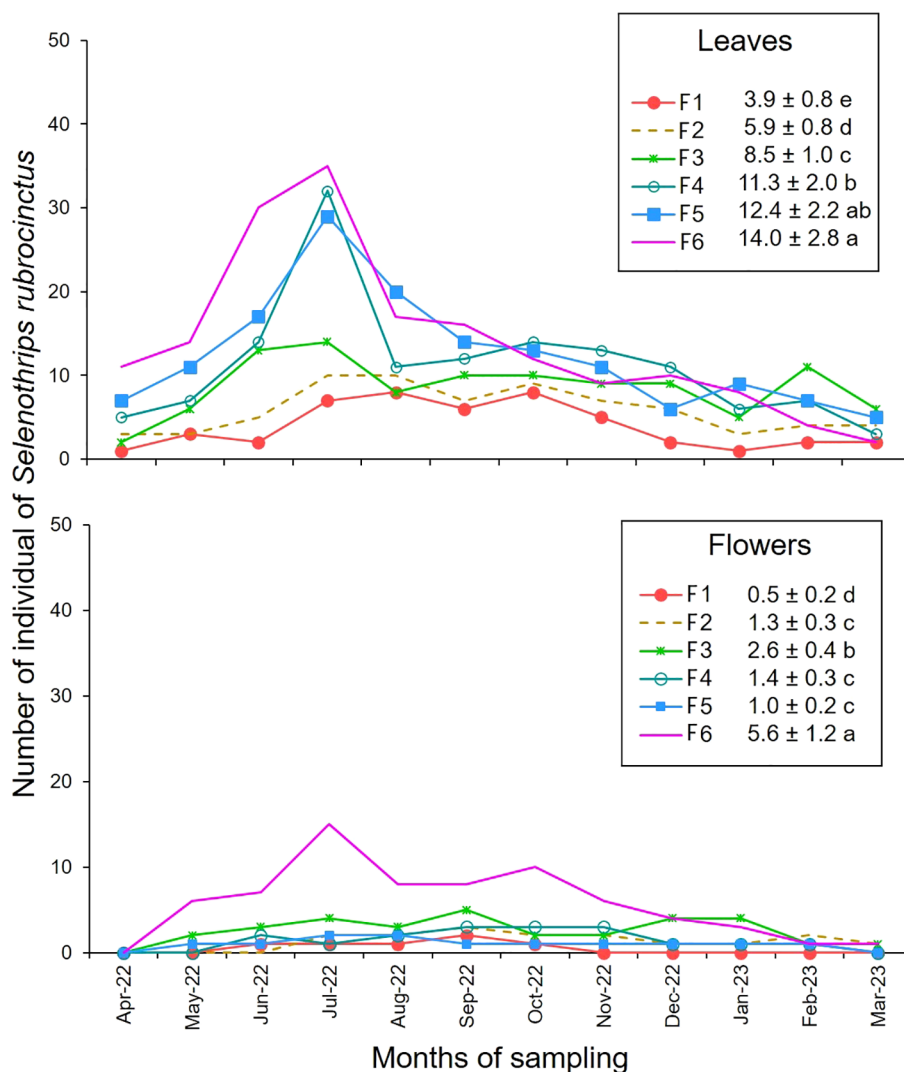 Number of individual of Selenothrips rubrocinctus
50
40
30
20
10
0
Leaves
F1 3.9 ± 0.8 e
F2 5.9 ± 0.8 d
F3 8.5 ± 1.0 c
F4 11.3 ± 2.0 b
F5 12.4 ± 2.2 ab
F6 14.0 ± 2.8 a
50
40
30
20
10
0
Flowers
F1 0.5 ± 0.2 d
F2 1.3 ± 0.3 c
F3 2.6 ± 0.4 b
F4 1.4 ± 0.3 c
F5 1.0 ± 0.2 c
F6 5.6 ± 1.2 a
Apr-22
May-22
Jun-22
Jul-22
Aug-22
Sep-22
Oct-22
Nov-22
Dec-22
Jan-23
Feb-23
Mar-23
Months of sampling